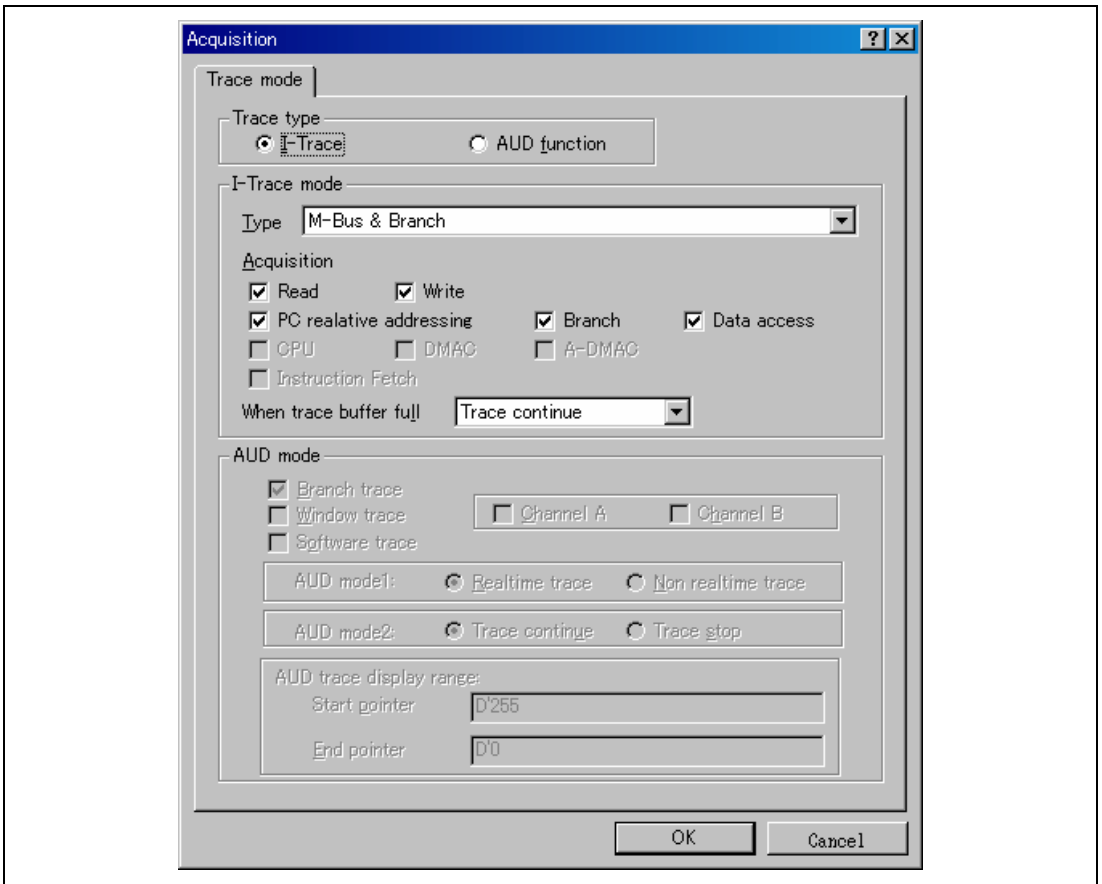 Acquisition
Trace mode
Trace type
I-Trace AUD function
I-Trace mode
Type M-Bus & Branch
Acquisition
Read Write
PC realative addressing Branch Data access
CPU DMAC A-DMAC
Instruction Fetch
When trace buffer full Trace continue
AUD mode
Branch trace
Window trace Channel A Channel B
Software trace
AUD mode1: Realtime trace Non realtime trace
AUD mode2: Trace continue Trace stop
AUD trace display range:
Start pointer D'255
End pointer D'0
OK Cancel